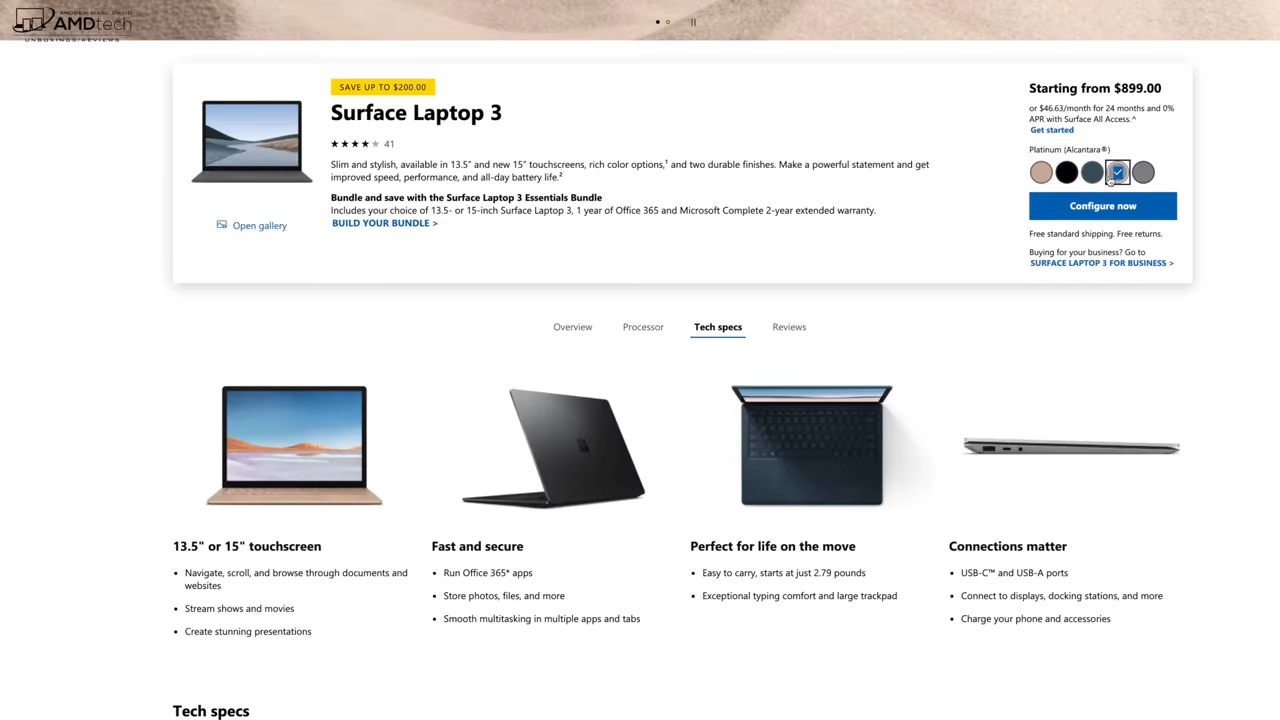 ANDREW MARC DAVID
AMDtech
UNBOXINGS/REVIEWS
SAVE UP TO $200.00
Surface Laptop 3
41
Slim and stylish, available in 13.5” and new 15” touchscreens, rich color options,¹ and two durable finishes. Make a powerful statement and get
improved speed, performance, and all-day battery life.²
Bundle and save with the Surface Laptop 3 Essentials Bundle
Includes your choice of 13.5- or 15-inch Surface Laptop 3, 1 year of Office 365 and Microsoft Complete 2-year extended warranty.
BUILD YOUR BUNDLE >
Open gallery
Starting from $899.00
or $46.63/month for 24 months and 0%
APR with Surface All Access.^
Get started
Platinum (Alcantara®)
Configure now
Free standard shipping. Free returns.
Buying for your business? Go to
SURFACE LAPTOP 3 FOR BUSINESS >
Overview
Processor
Tech specs
Reviews
13.5" or 15" touchscreen
• Navigate, scroll, and browse through documents and
websites
• Stream shows and movies
• Create stunning presentations
Fast and secure
• Run Office 365* apps
• Store photos, files, and more
• Smooth multitasking in multiple apps and tabs
Perfect for life on the move
• Easy to carry, starts at just 2.79 pounds
• Exceptional typing comfort and large trackpad
Connections matter
• USB-C™ and USB-A ports
• Connect to displays, docking stations, and more
• Charge your phone and accessories
Tech specs